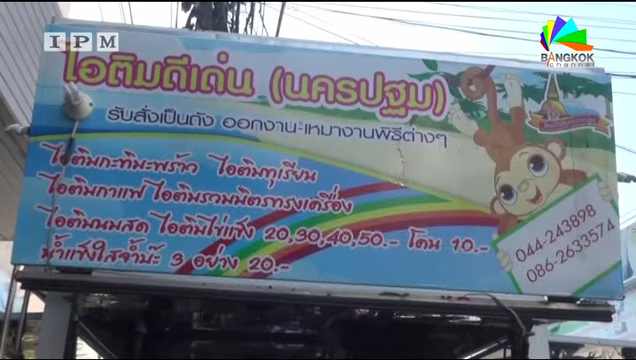 IPM
BANGKOK
channel
ไอติมดีเด่น (นครปฐม)
รับสั่งเป็นถัง ออกงาน-เหมางานพิธีต่างๆ
ไอติมกะทิมะพร้าว ไอติมทุเรียน
ไอติมกาแฟ ไอติมรวมมิตรทรงเครื่อง
ไอติมนมสด ไอติมไข่แข็ง 20,30,40,50.- โคน 10.-
น้ำแข็งใสจ้ำบ๊ะ 3 อย่าง 20.-
044-243898
086-2633574